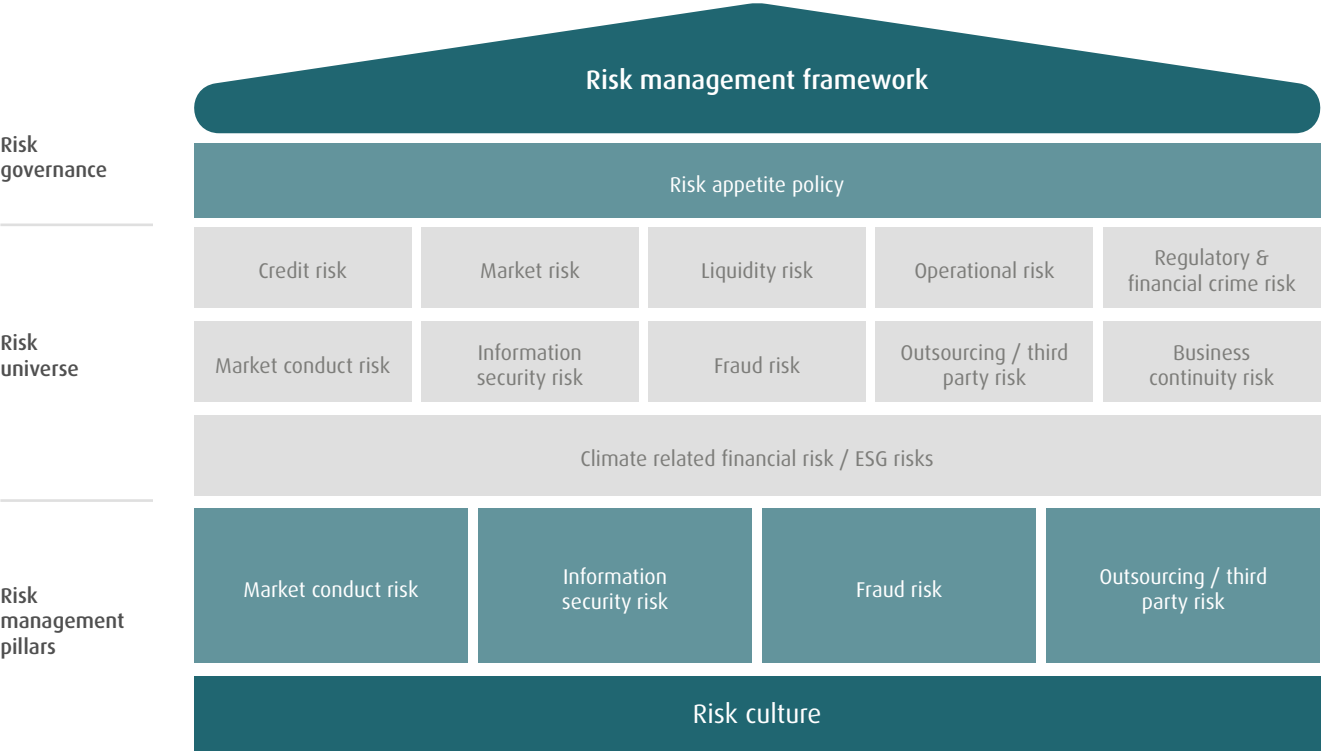 Risk management framework
Risk
governance
Risk appetite policy
Credit risk
Market risk
Liquidity risk
Operational risk
Regulatory &
financial crime risk
Risk
universe
Market conduct risk
Information
security risk
Fraud risk
Outsourcing / third
party risk
Business
continuity risk
Climate related financial risk / ESG risks
Risk
management
pillars
Market conduct risk
Information
security risk
Fraud risk
Outsourcing / third
party risk
Risk culture